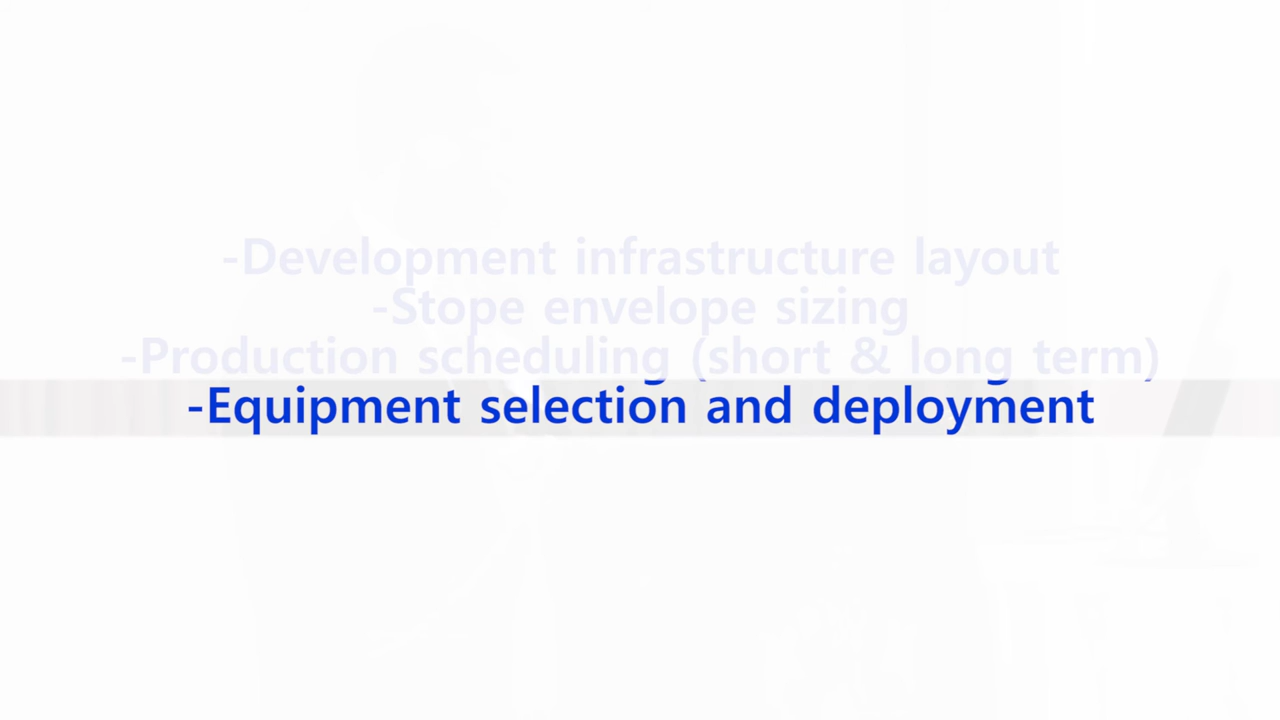 -Development infrastructure layout
-Stope envelope sizing
-Production scheduling (short & long term)
-Equipment selection and deployment